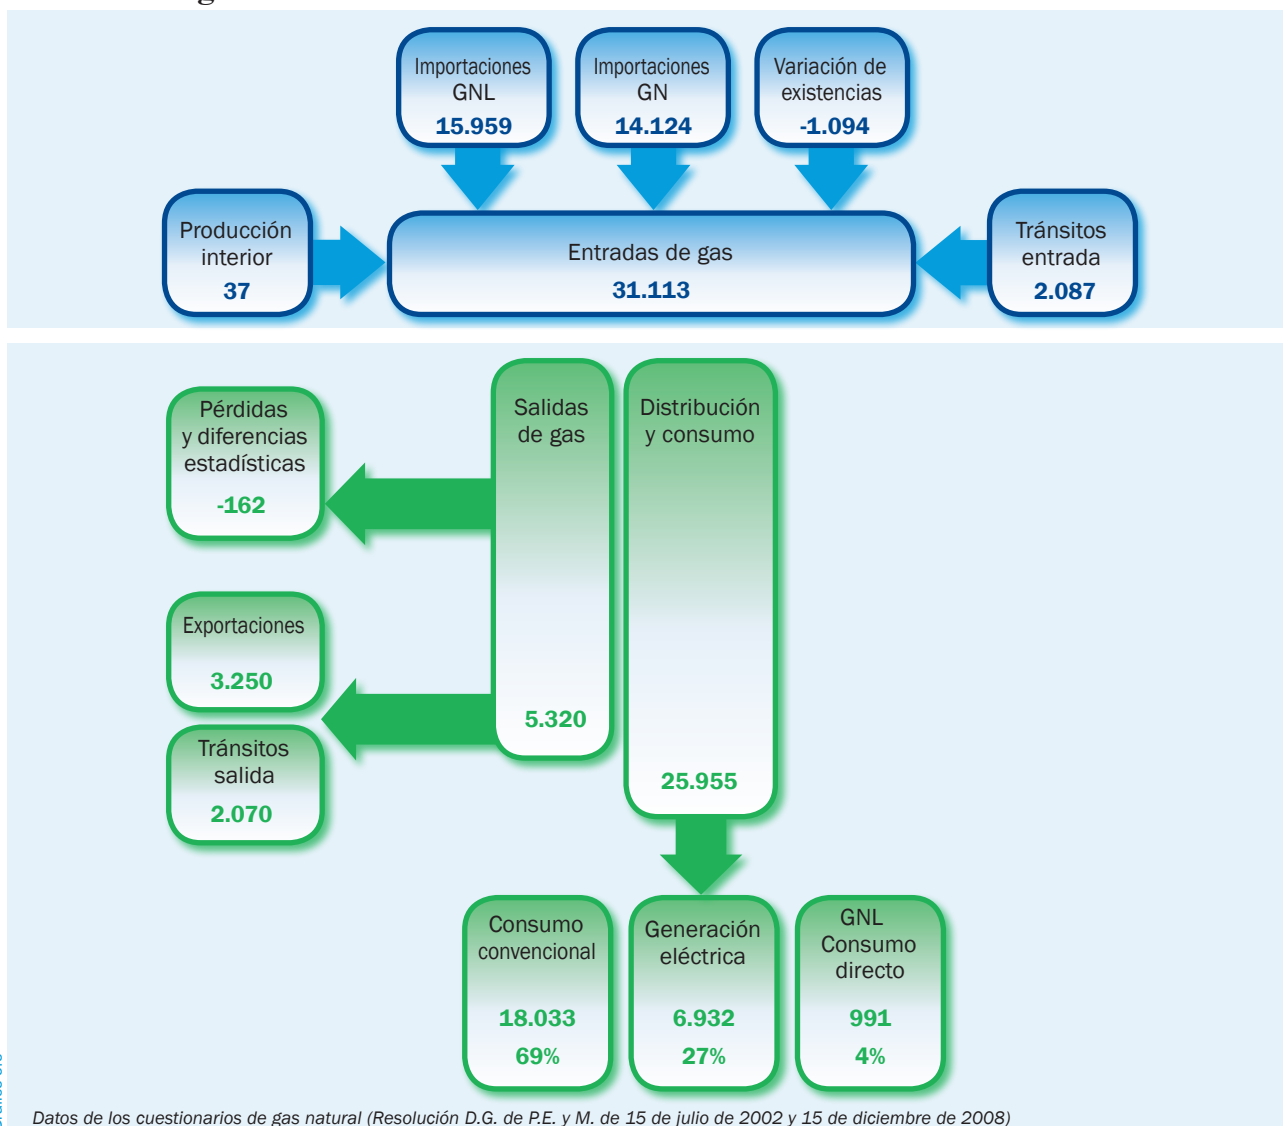 Importaciones
GNL
15.959
Importaciones
GN
14.124
Variación de
existencias
-1.094
Producción
interior
37
Entradas de gas
31.113
Tránsitos
entrada
2.087
Pérdidas
y diferencias
estadísticas
-162
Salidas
de gas
5.320
Distribución
y consumo
25.955
Exportaciones
3.250
Tránsitos
salida
2.070
Consumo
convencional
18.033
69%
Generación
eléctrica
6.932
27%
GNL
Consumo
directo
991
4%
Datos de los cuestionarios de gas natural (Resolución D.G. de P.E. y M. de 15 de julio de 2002 y 15 de diciembre de 2008)